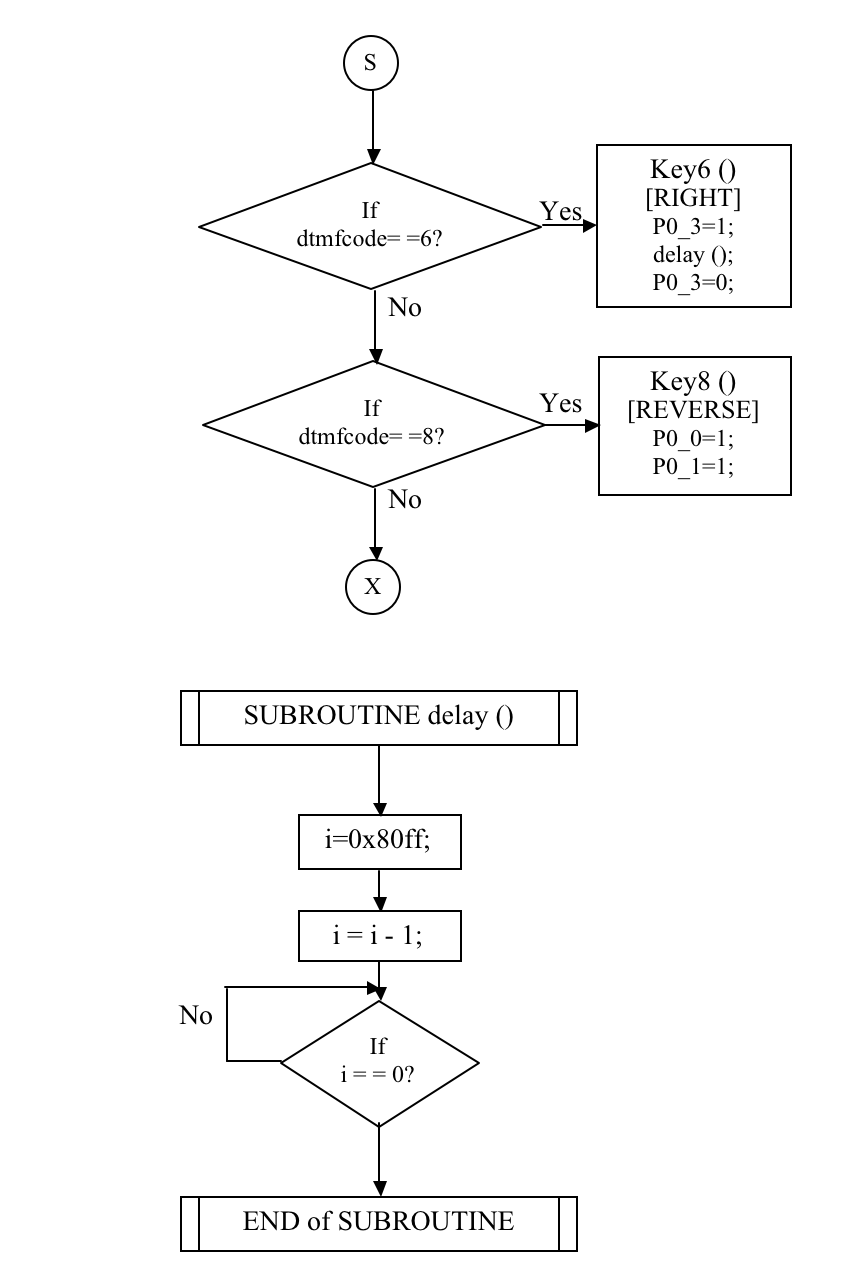 S
If
dtmfcode= =6?
Yes
Key6 ()
[RIGHT]
P0_3=1;
delay ();
P0_3=0;
No
If
dtmfcode= =8?
Yes
Key8 ()
[REVERSE]
P0_0=1;
P0_1=1;
No
X
SUBROUTINE delay ()
i=0x80ff;
i = i - 1;
No
If
i = = 0?
END of SUBROUTINE